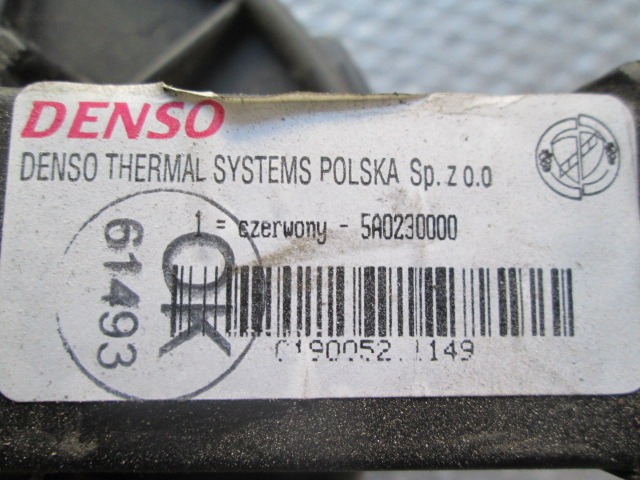 DENSO
DENSO THERMAL SYSTEMS POLSKA Sp. z o.o
1 = czerwony - 5A0230000
OK
61493